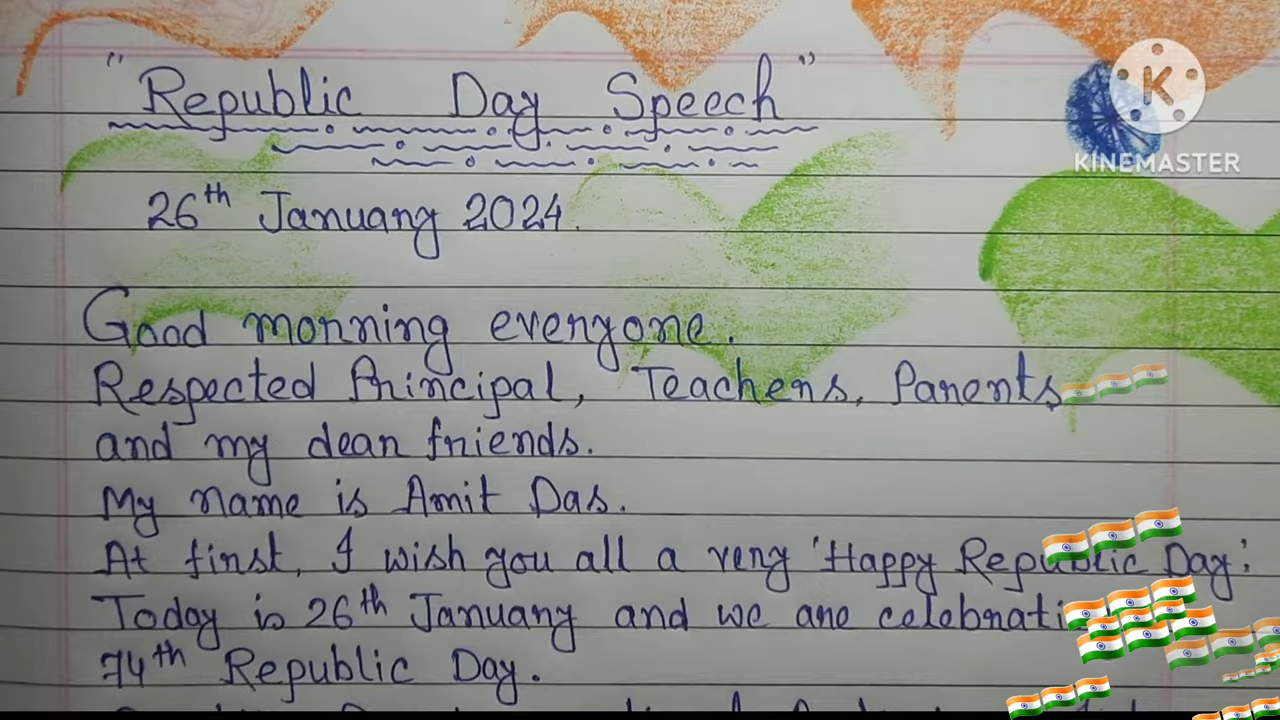 "Republic Day Speech"
26th January 2024.
Good morning everyone.
Respected Principal, Teachers, Parents
and my dear friends.
My name is Amit Das.
At first, I wish you all a very 'Happy Republic Day'.
Today is 26th January and we are celebrati
74th Republic Day.
KINEMASTER